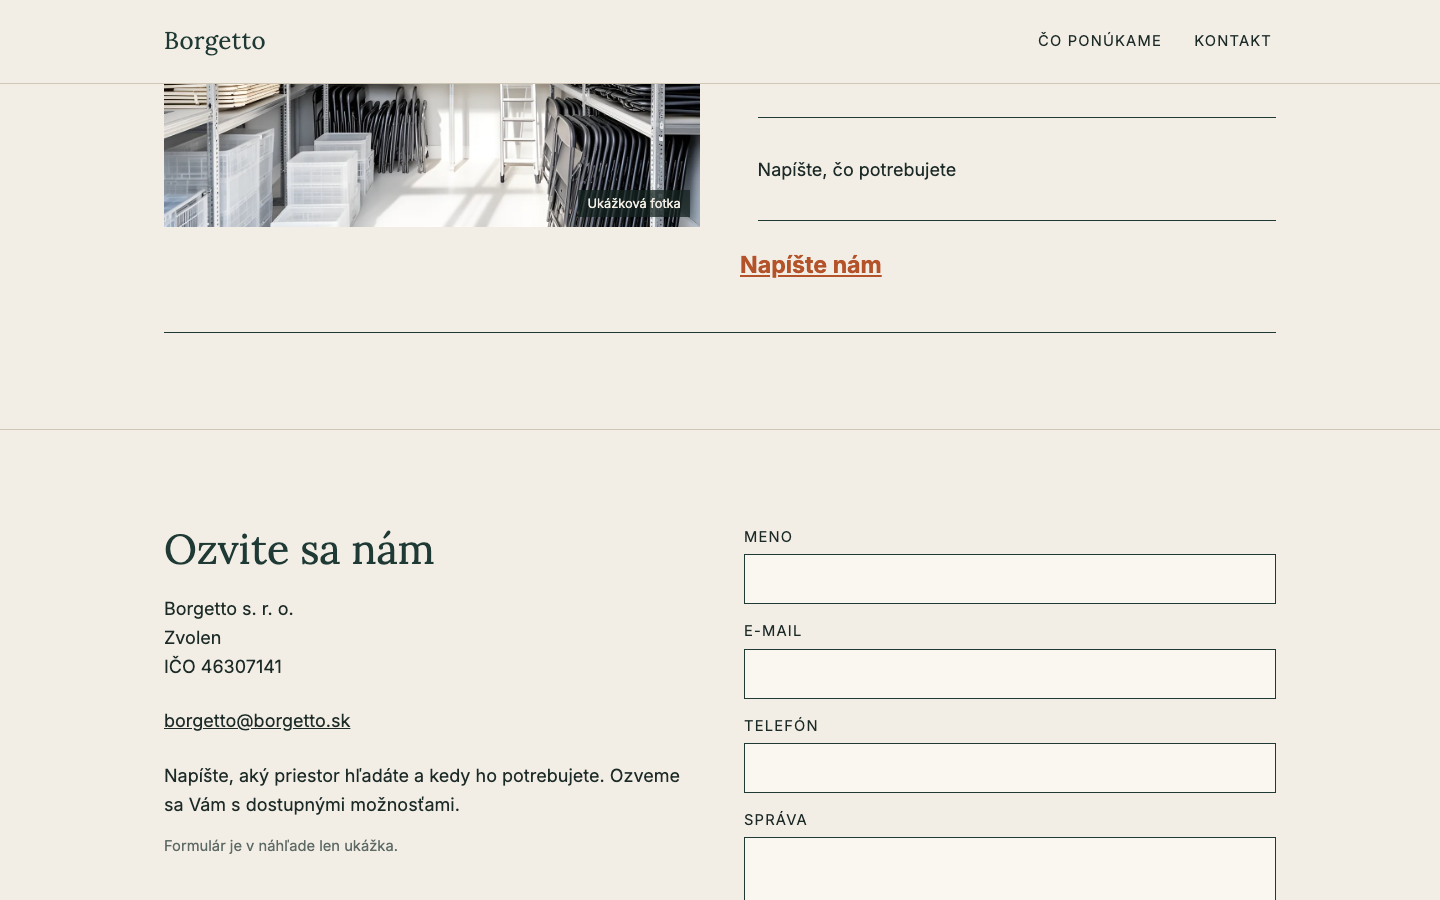 Borgetto
ČO PONÚKAME
KONTAKT
Ukážková fotka
Napíšte, čo potrebujete
Napíšte nám
Ozvite sa nám
Borgetto s. r. o.
Zvolen
IČO 46307141
borgetto@borgetto.sk
Napíšte, aký priestor hľadáte a kedy ho potrebujete. Ozveme
sa Vám s dostupnými možnosťami.
Formulár je v náhľade len ukážka.
MENO
E-MAIL
TELEFÓN
SPRÁVA